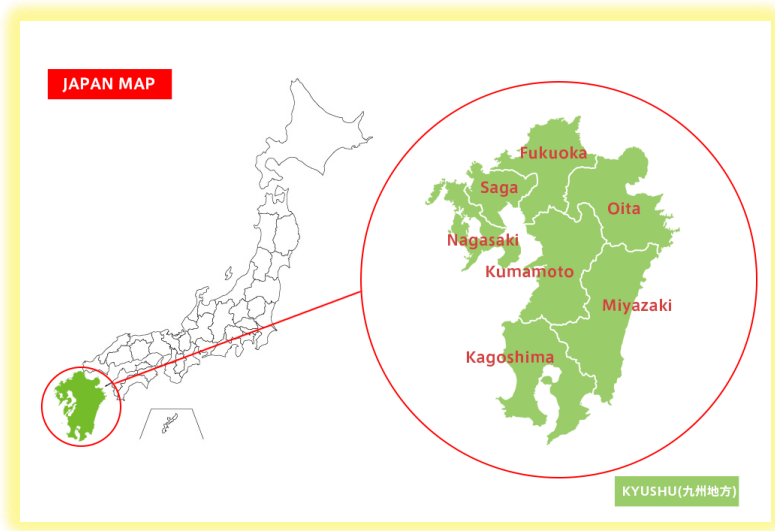 JAPAN MAP
Fukuoka
Saga
Oita
Nagasaki
Kumamoto
Miyazaki
Kagoshima
KYUSHU(九州地方)